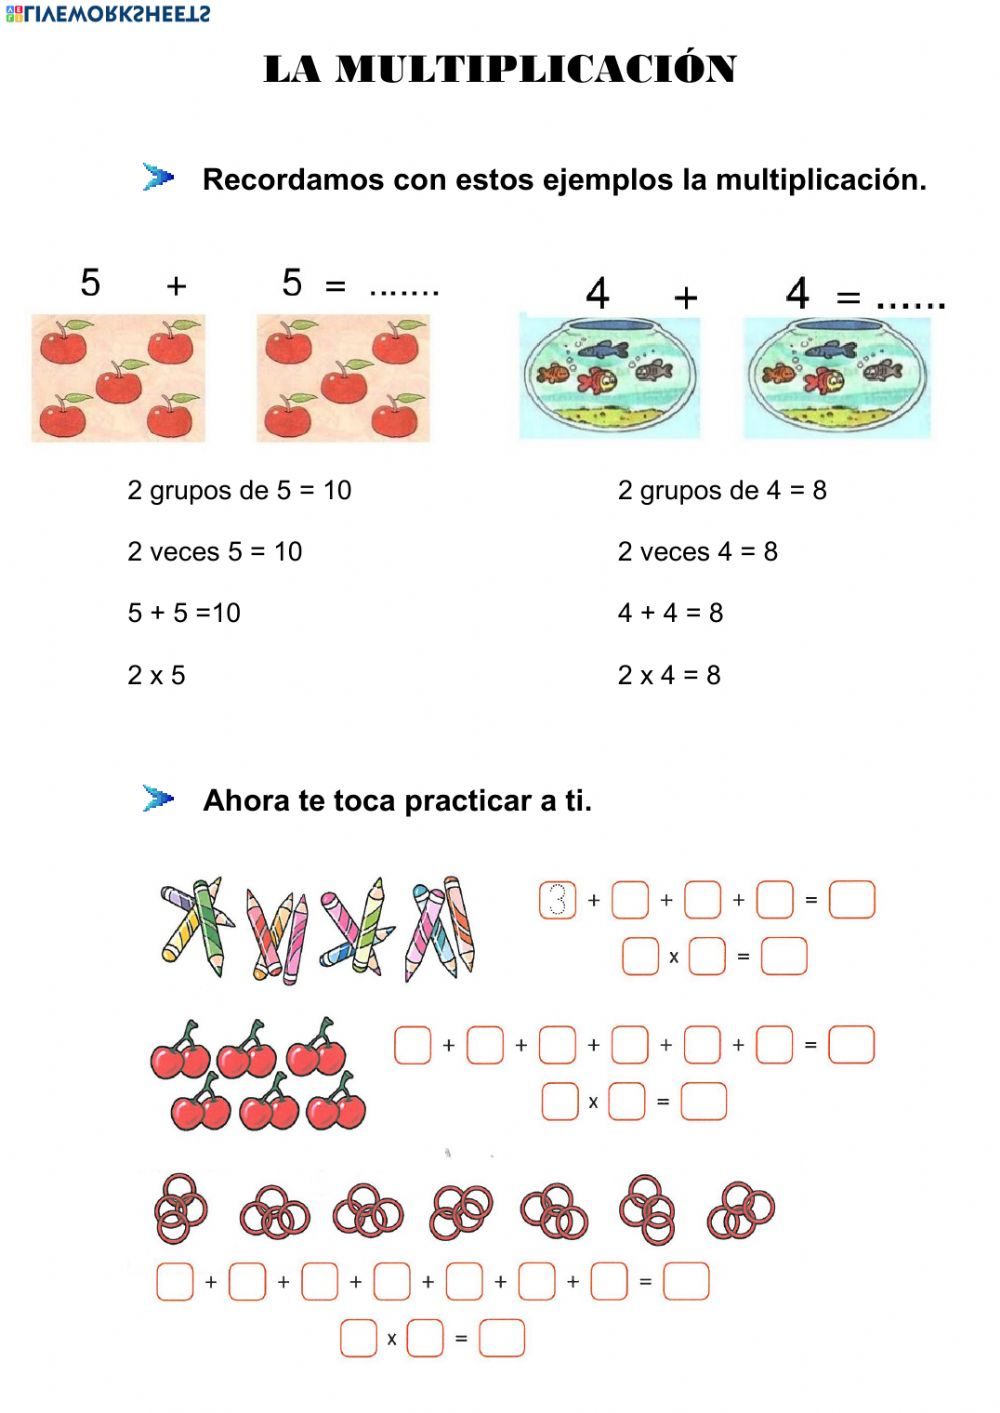 LIVEWORKSHEETS
LA MULTIPLICACIÓN
Recordamos con estos ejemplos la multiplicación.
5 + 5 = .......
4 + 4 = ......
2 grupos de 5 = 10
2 grupos de 4 = 8
2 veces 5 = 10
2 veces 4 = 8
5 + 5 =10
4 + 4 = 8
2 x 5
2 x 4 = 8
Ahora te toca practicar a ti.
3 + + + =
x =
+ + + + + =
x =
+ + + + + + =
x =